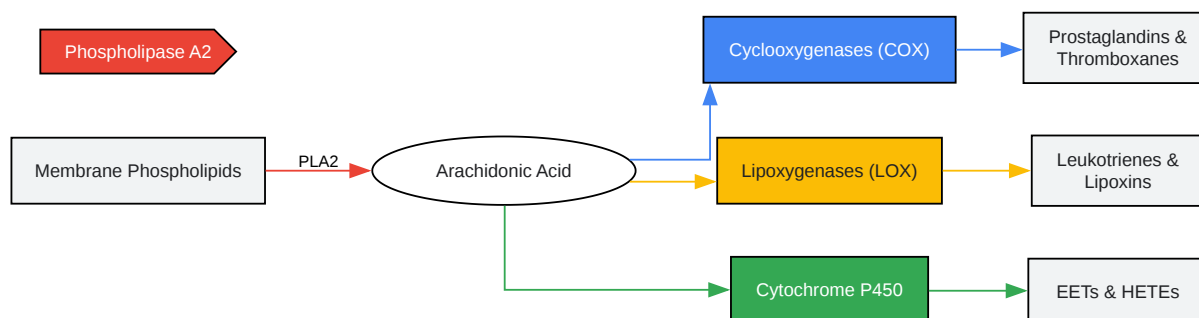 Phospholipase A2
Cyclooxygenases (COX)
Prostaglandins &
Thromboxanes
Membrane Phospholipids
PLA2
Arachidonic Acid
Lipoxygenases (LOX)
Leukotrienes &
Lipoxins
Cytochrome P450
EETs & HETEs